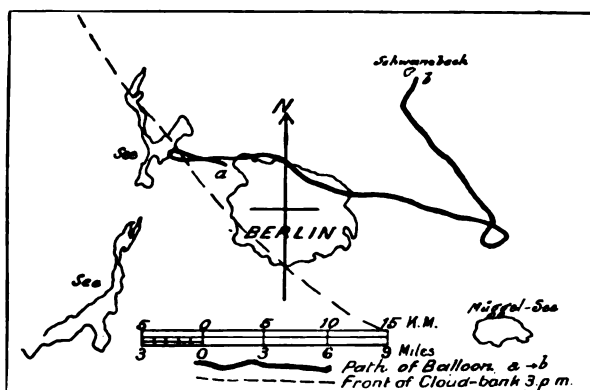 Schwanebeck
b
N
See
a
BERLIN
See
Müggel-See
5 0 5 10 15 K.M.
3 0 3 6 9
Miles
Path of Balloon a→b
Front of Cloud-bank 3.p.m.